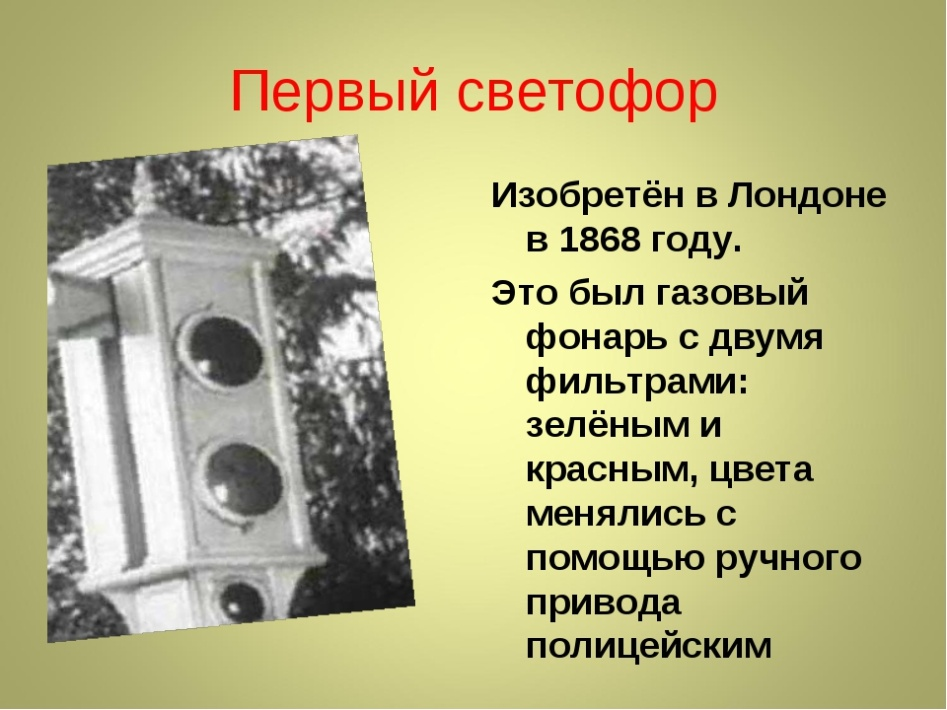 Первый светофор
Изобретён в Лондоне
в 1868 году.
Это был газовый
фонарь с двумя
фильтрами:
зелёным и
красным, цвета
менялись с
помощью ручного
привода
полицейским